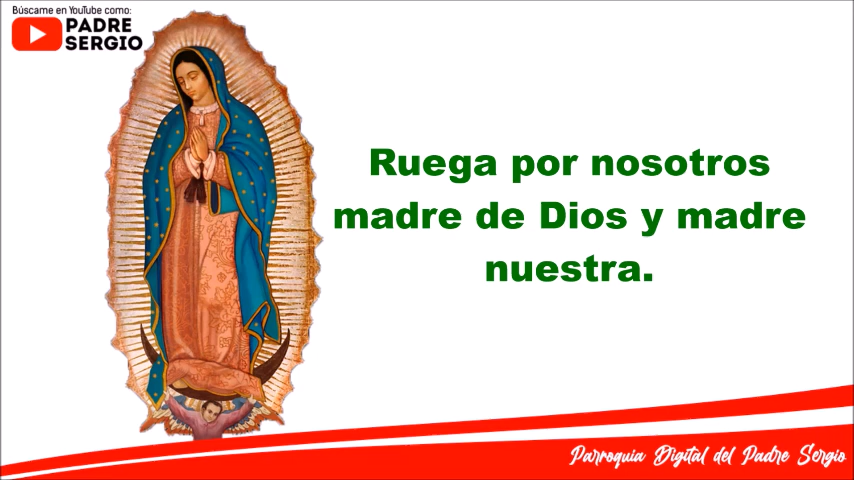 Búscame en YouTube como:
PADRE
SERGIO
Ruega por nosotros
madre de Dios y madre
nuestra.
Parroquia Digital del Padre Sergio